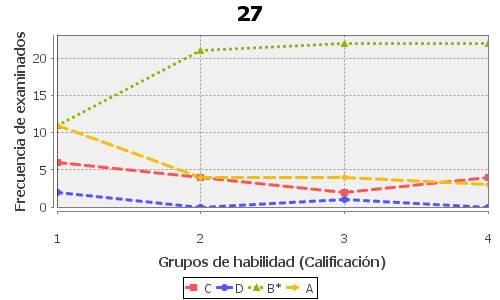 27
Frecuencia de examinados
20
15
10
5
0
1 2 3 4
Grupos de habilidad (Calificación)
C D B* A